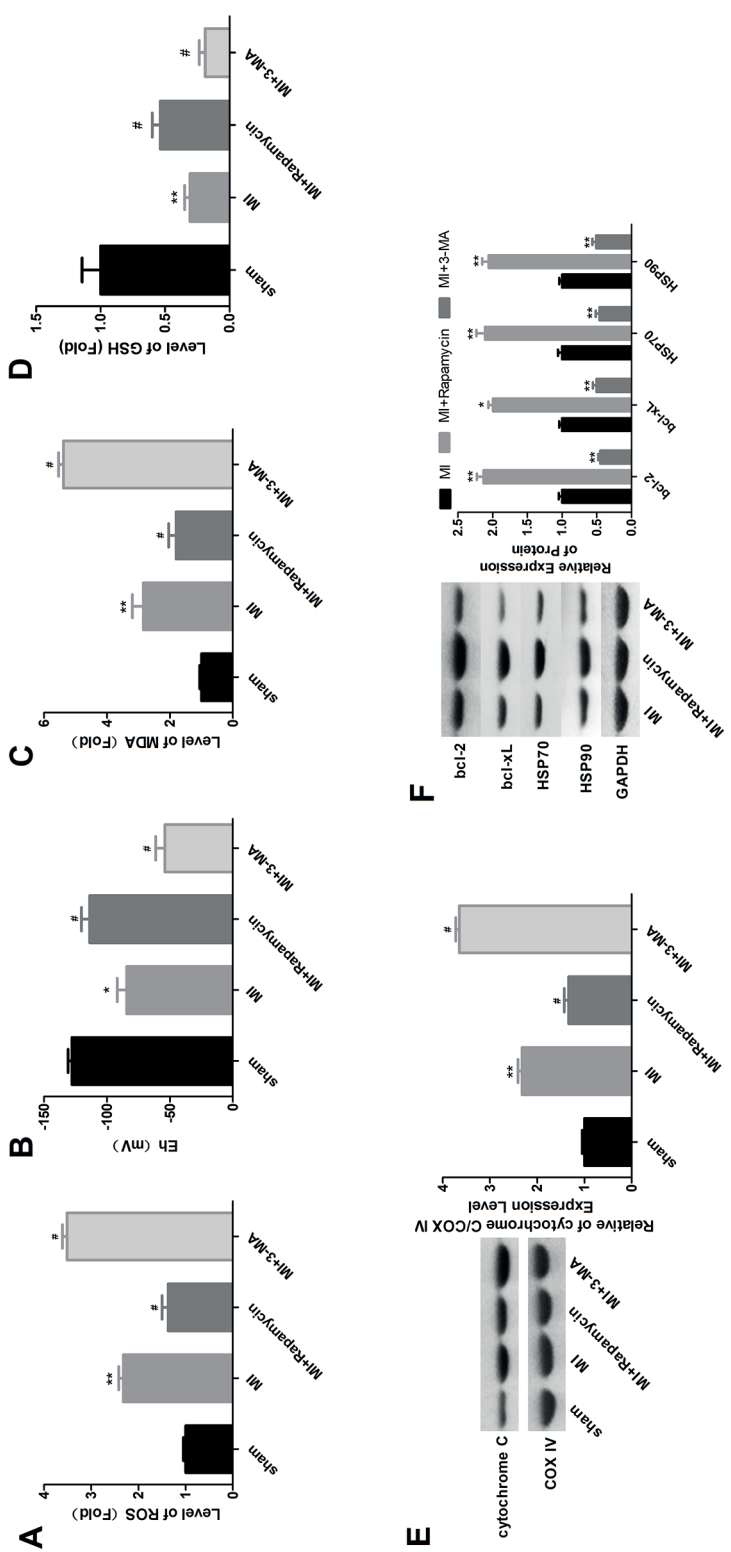 A
Level of ROS (Fold)
4
3
2
1
0
**
#
#
sham
MI
MI+Rapamycin
MI+3-MA
B
Eh (mV)
-150
-100
-50
0
*
#
#
sham
MI
MI+Rapamycin
MI+3-MA
C
Level of MDA (Fold)
6
4
2
0
**
#
#
sham
MI
MI+Rapamycin
MI+3-MA
D
Level of GSH (Fold)
1.5
1.0
0.5
0.0
**
#
#
sham
MI
MI+Rapamycin
MI+3-MA
E
cytochrome C
COX IV
sham
MI
MI+Rapamycin
MI+3-MA
Relative of cytochrome C/COX IV
Expression Level
4
3
2
1
0
**
#
#
sham
MI
MI+Rapamycin
MI+3-MA
F
bcl-2
bcl-xL
HSP70
HSP90
GAPDH
MI
MI+Rapamycin
MI+3-MA
MI MI+Rapamycin MI+3-MA
Relative Expression
of Protein
2.5
2.0
1.5
1.0
0.5
0.0
** ** * ** ** ** ** **
bcl-2
bcl-xL
HSP70
HSP90